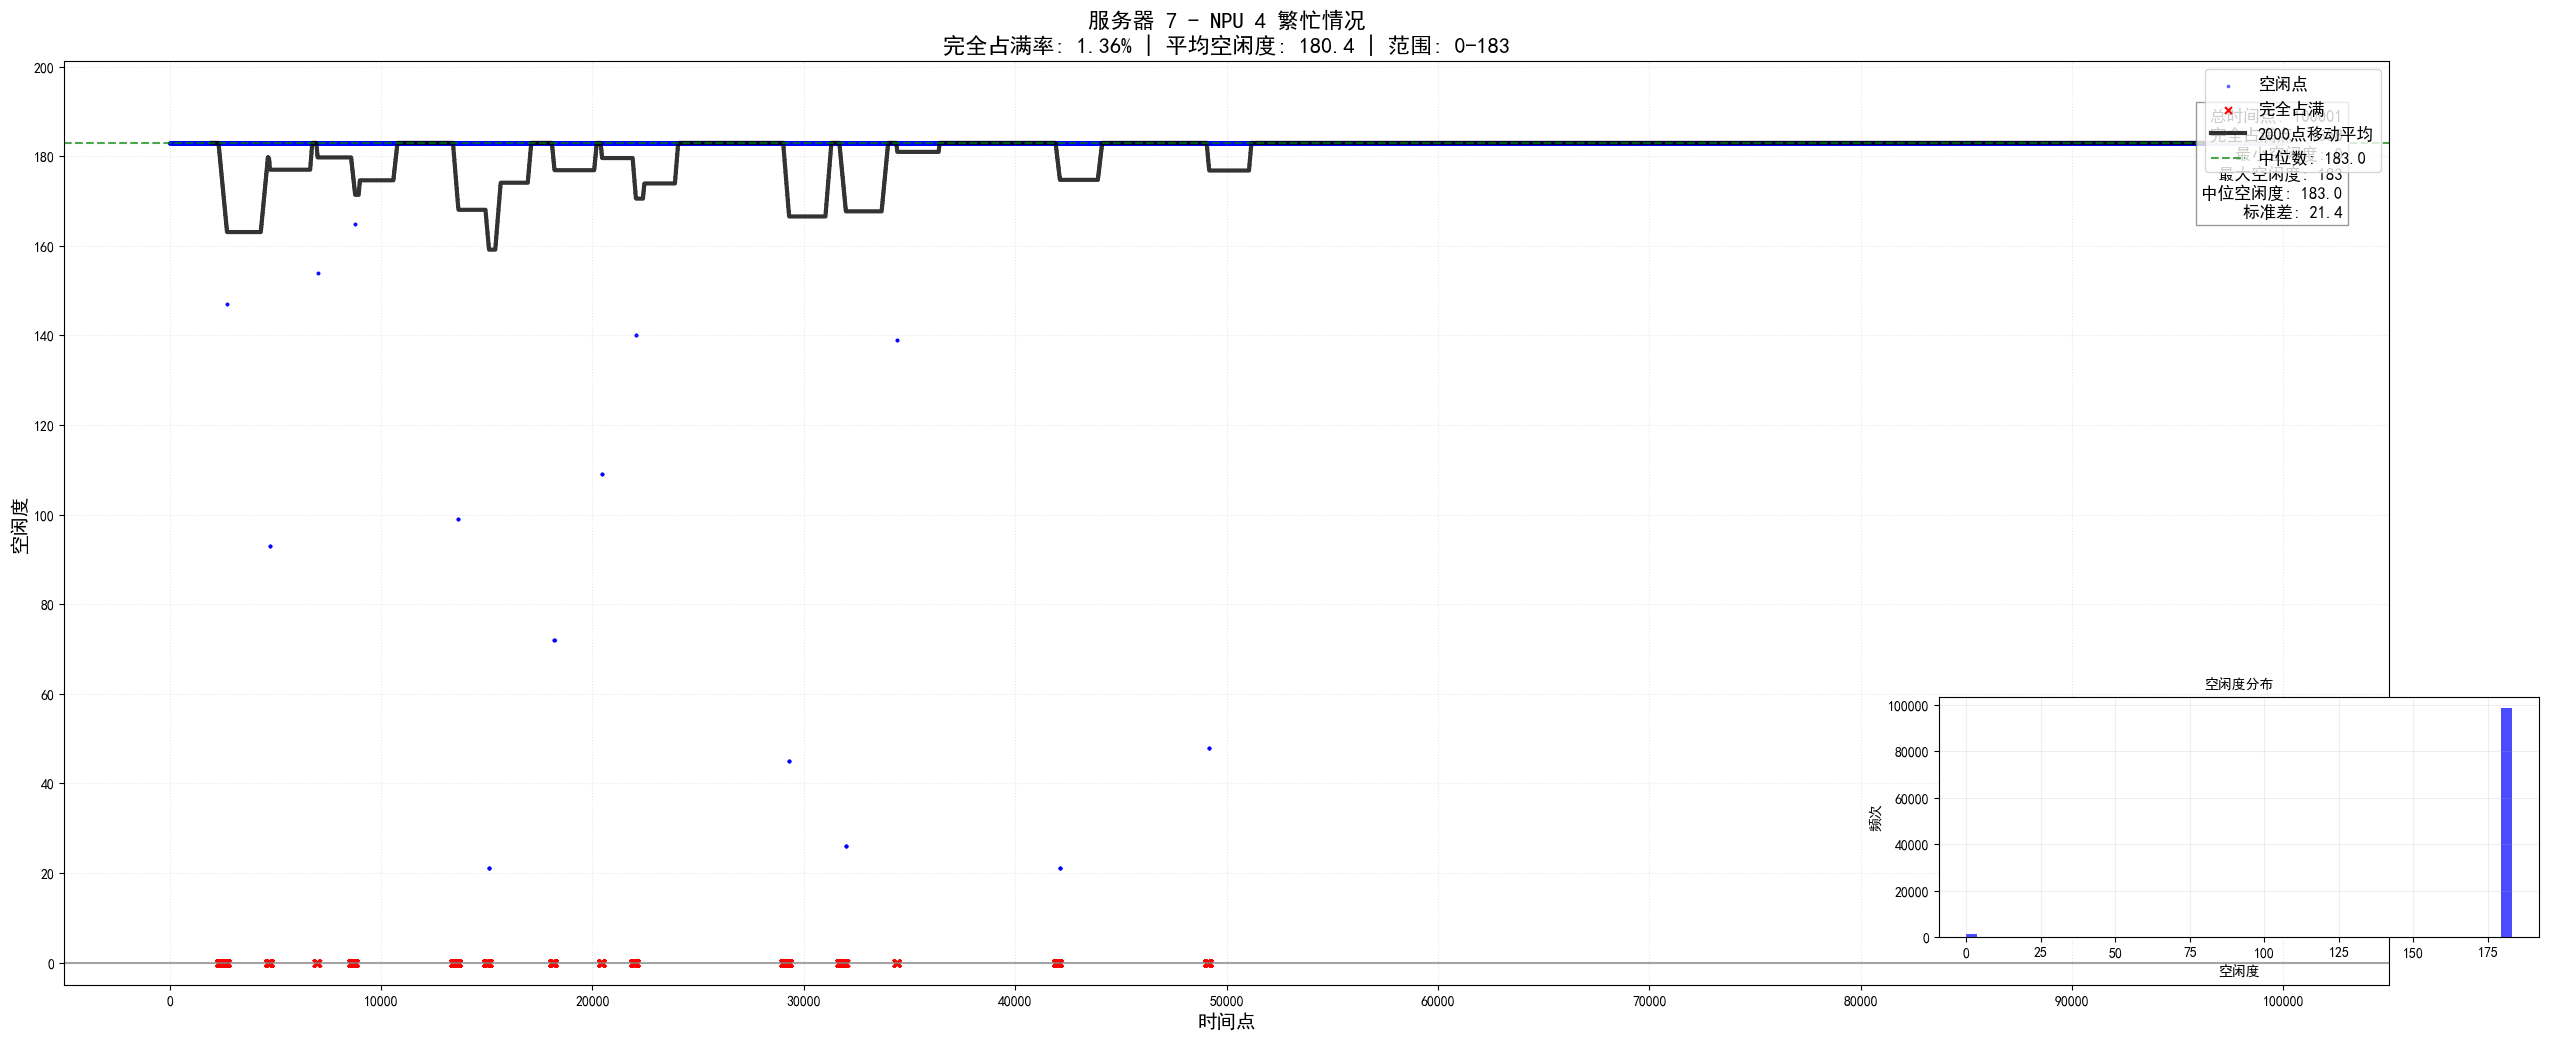 服务器 7 - NPU 4 繁忙情况
完全占满率: 1.36% | 平均空闲度: 180.4 | 范围: 0-183
200
180
160
140
120
100
80
60
40
20
0
空闲度
空闲点
完全占满
2000点移动平均
中位数: 183.0
总时间点: 100001
最大空闲度: 183
中位空闲度: 183.0
标准差: 21.4
空闲度分布
100000
80000
60000
40000
20000
0
频次
0 25 50 75 100 125 150 175
空闲度
0 10000 20000 30000 40000 50000 60000 70000 80000 90000 100000
时间点